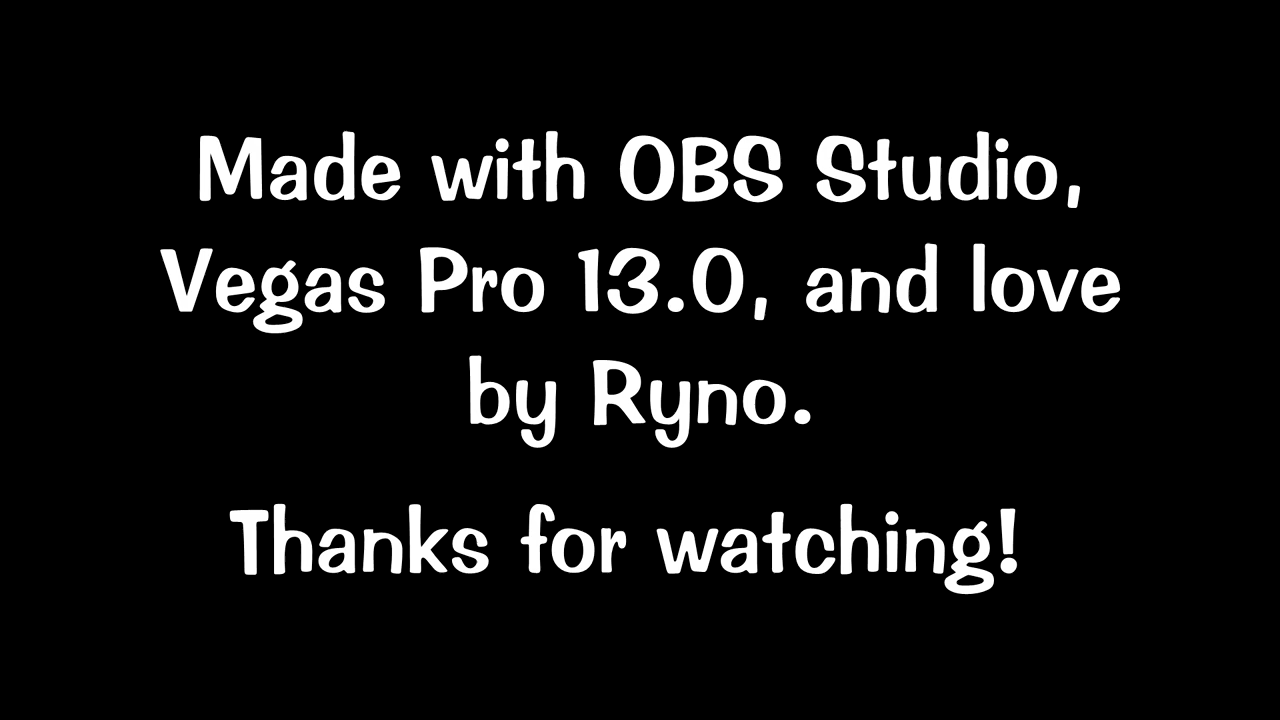 Made with OBS Studio,
Vegas Pro 13.0, and love
by Ryno.
Thanks for watching!